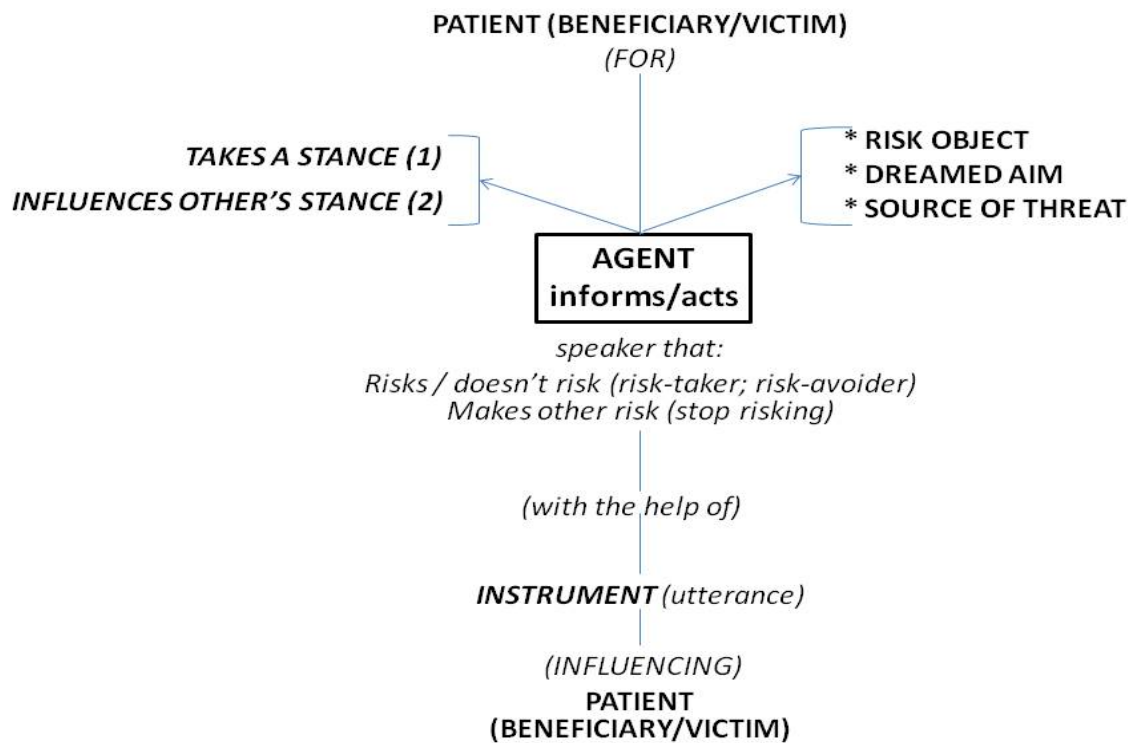 PATIENT (BENEFICIARY/VICTIM)
(FOR)
TAKES A STANCE (1)
INFLUENCES OTHER'S STANCE (2)
* RISK OBJECT
* DREAMED AIM
* SOURCE OF THREAT
AGENT
informs/acts
speaker that:
Risks / doesn't risk (risk-taker; risk-avoider)
Makes other risk (stop risking)
(with the help of)
INSTRUMENT (utterance)
(INFLUENCING)
PATIENT
(BENEFICIARY/VICTIM)